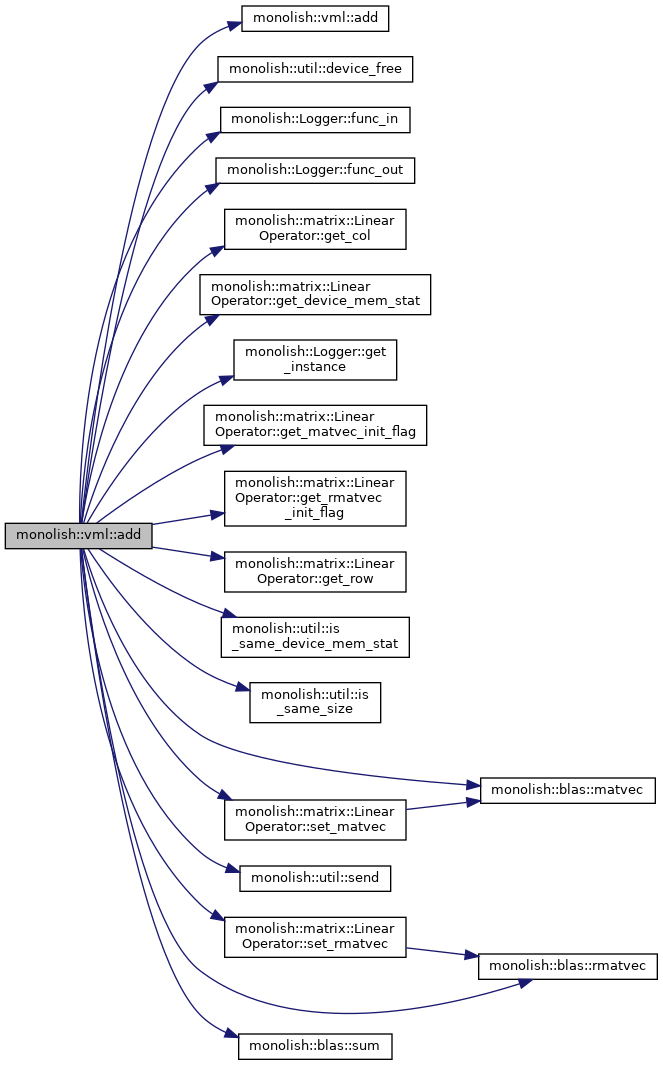 monolish::vml::add
monolish::util::device_free
monolish::Logger::func_in
monolish::Logger::func_out
monolish::matrix::Linear
Operator::get_col
monolish::matrix::Linear
Operator::get_device_mem_stat
monolish::Logger::get
_instance
monolish::matrix::Linear
Operator::get_matvec_init_flag
monolish::matrix::Linear
Operator::get_rmatvec
_init_flag
monolish::vml::add
monolish::matrix::Linear
Operator::get_row
monolish::util::is
_same_device_mem_stat
monolish::util::is
_same_size
monolish::blas::matvec
monolish::matrix::Linear
Operator::set_matvec
monolish::util::send
monolish::matrix::Linear
Operator::set_rmatvec
monolish::blas::rmatvec
monolish::blas::sum